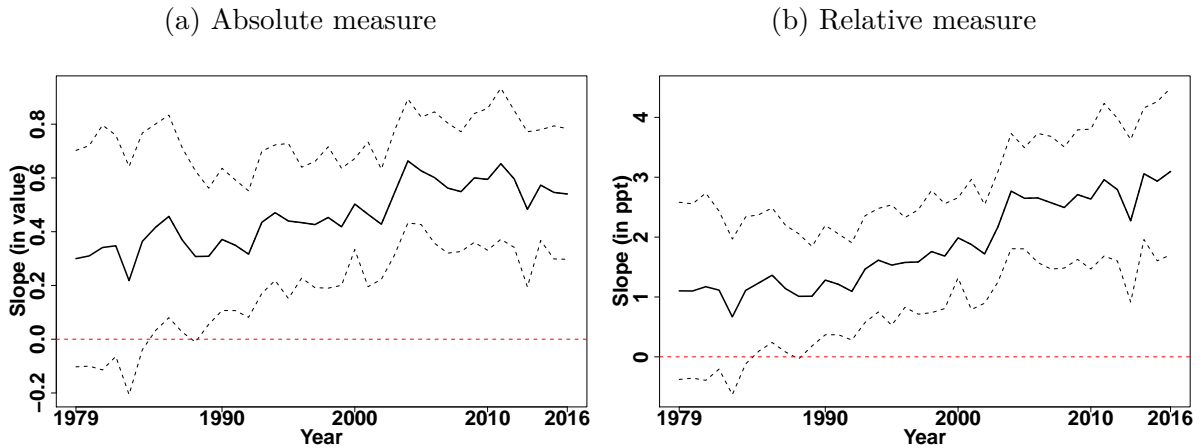 (a) Absolute measure
Slope (in value)
0.8
0.6
0.4
0.2
0.0
−0.2
1979 1990 2000 2010 2016
Year
(b) Relative measure
Slope (in ppt)
4
3
2
1
0
1979 1990 2000 2010 2016
Year